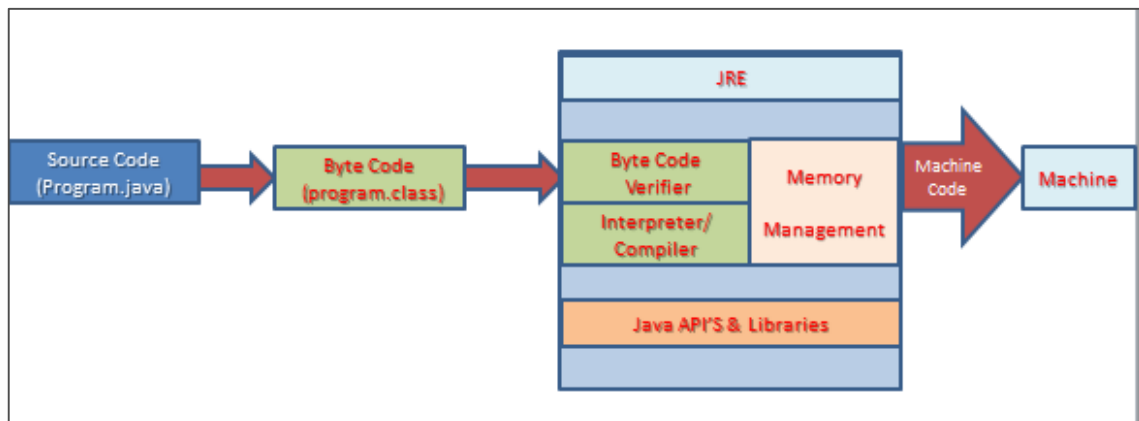 JRE
Source Code
(Program.java)
Byte Code
(program.class)
Byte Code
Verifier
Interpreter/
Compiler
Memory
Management
Java API'S & Libraries
Machine
Code
Machine